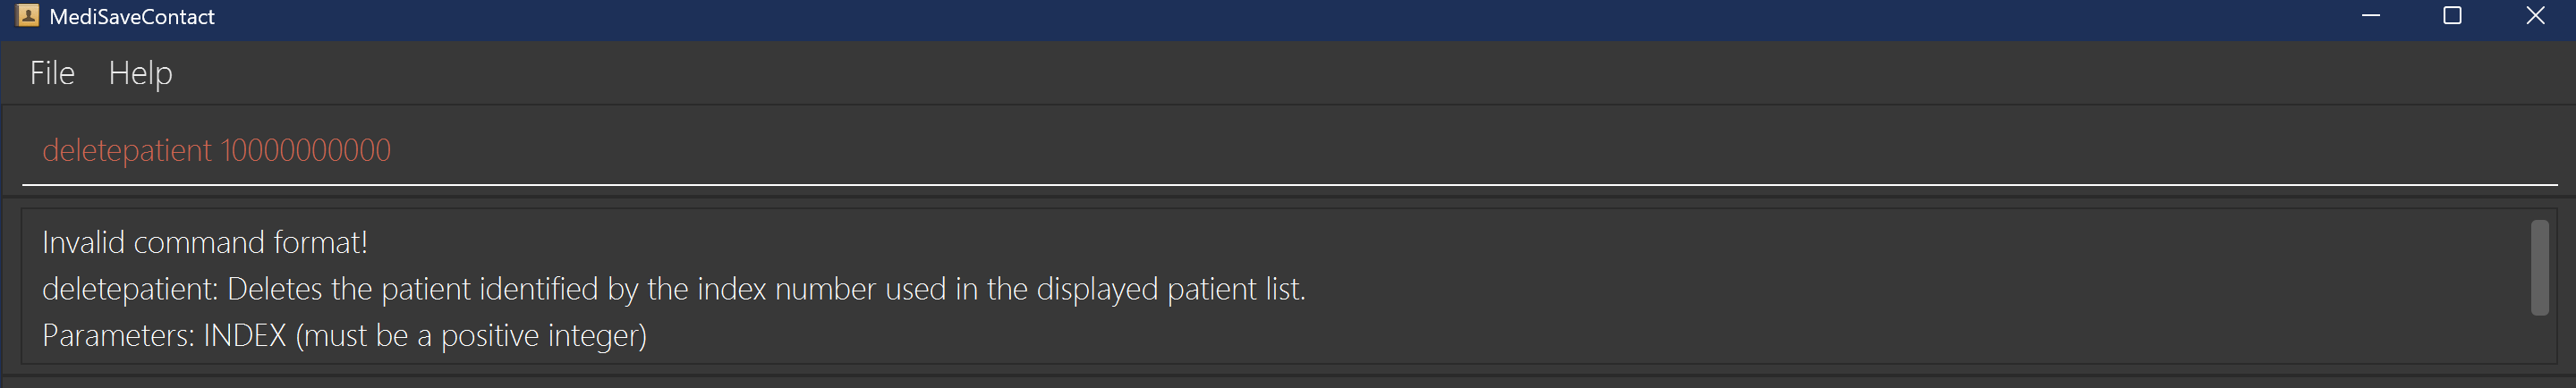 MediSaveContact
File Help
deletepatient 10000000000
Invalid command format!
deletepatient: Deletes the patient identified by the index number used in the displayed patient list.
Parameters: INDEX (must be a positive integer)